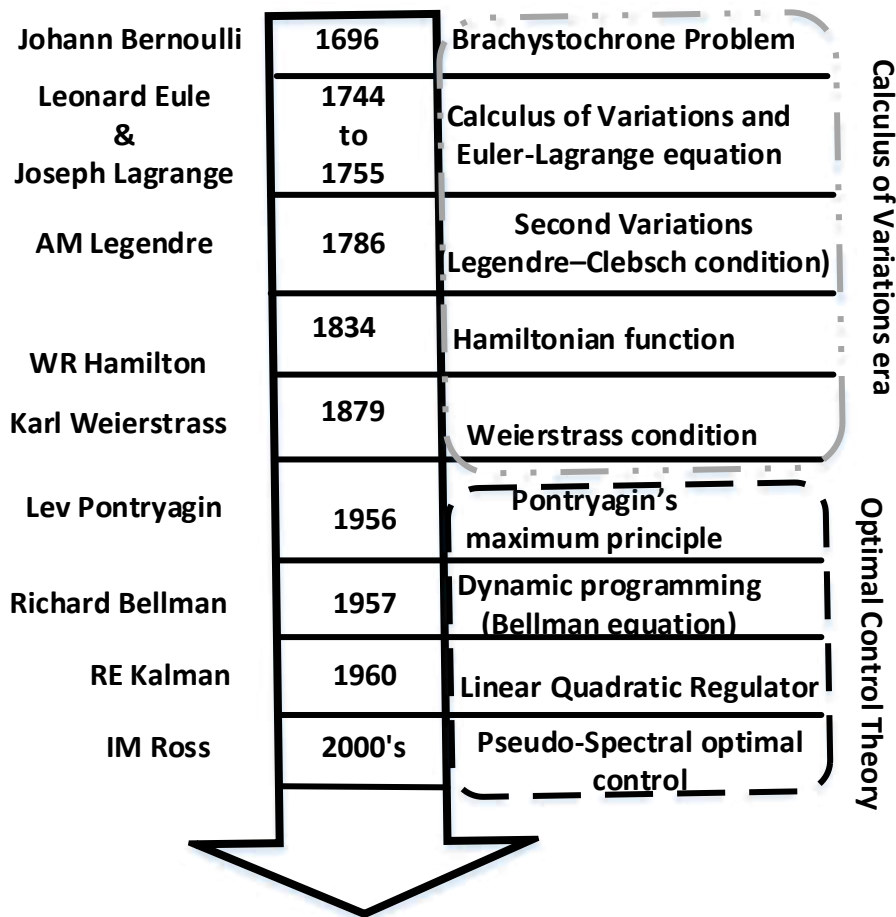 Johann Bernoulli 1696 Brachystochrone Problem
Leonard Eule
&
Joseph Lagrange
1744
to
1755
Calculus of Variations and
Euler-Lagrange equation
AM Legendre
1786
Second Variations
(Legendre–Clebsch condition)
WR Hamilton
1834
Hamiltonian function
Karl Weierstrass
1879
Weierstrass condition
Calculus of Variations era
Lev Pontryagin
1956
Pontryagin’s
maximum principle
Richard Bellman
1957
Dynamic programming
(Bellman equation)
RE Kalman
1960
Linear Quadratic Regulator
IM Ross
2000's
Pseudo-Spectral optimal
control
Optimal Control Theory